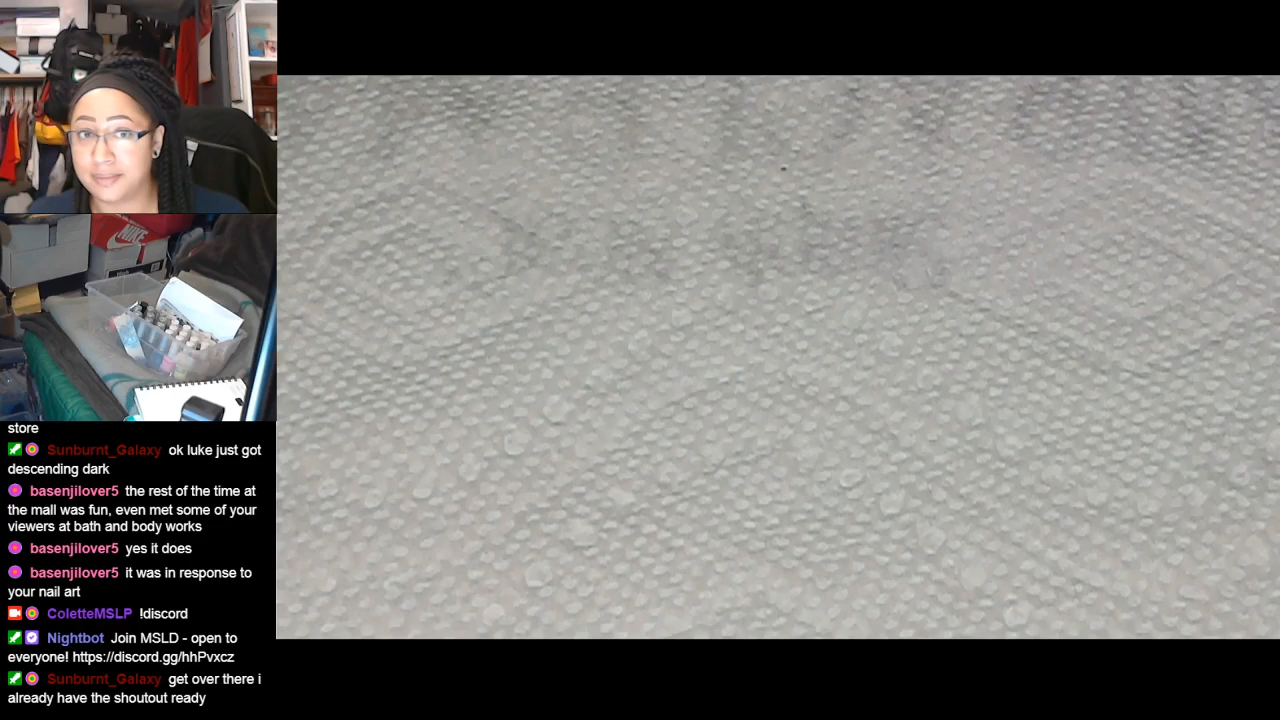 NIKE
store
Sunburnt_Galaxy ok luke just got
descending dark
basenjilover5 the rest of the time at
the mall was fun, even met some of your
viewers at bath and body works
basenjilover5 yes it does
basenjilover5 it was in response to
your nail art
ColetteMSLP !discord
Nightbot Join MSLD - open to
everyone! https://discord.gg/hhPvxcz
Sunburnt_Galaxy get over there i
already have the shoutout ready